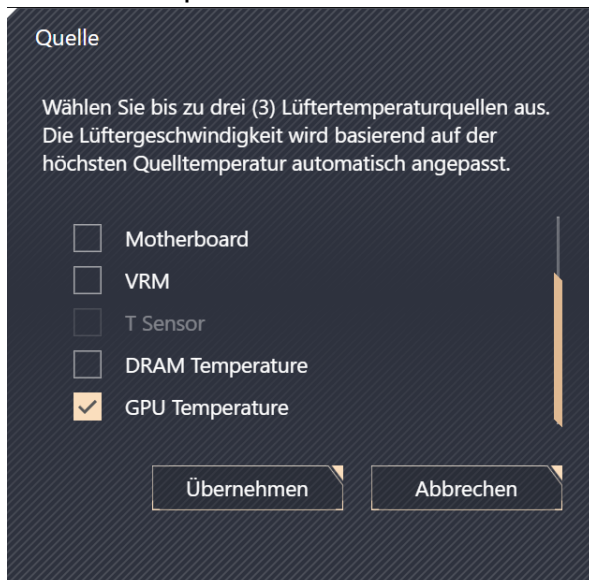 Quelle
Wählen Sie bis zu drei (3) Lüftertemperaturquellen aus.
Die Lüftergeschwindigkeit wird basierend auf der
höchsten Quelltemperatur automatisch angepasst.
Motherboard
VRM
T Sensor
DRAM Temperature
GPU Temperature
Übernehmen
Abbrechen